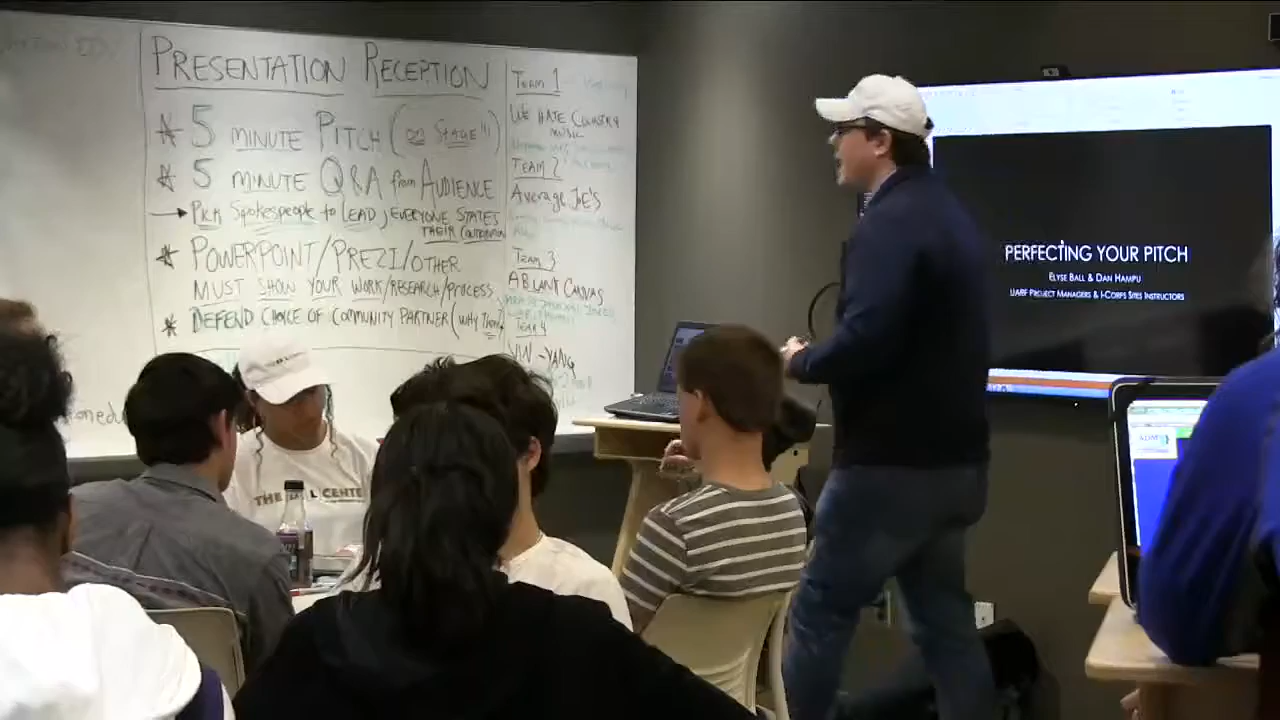 PRESENTATION RECEPTION
* 5 MINUTE PITCH (ON STAGE!!!)
* 5 MINUTE Q&A from AUDIENCE
→ Pick Spokespeople to LEAD; EVERYONE STATES
THEIR
* POWERPOINT/PREZI/OTHER
MUST SHOW YOUR WORK/RESEARCH/PROCESS
* DEFEND CHOICE OF COMMUNITY PARTNER (WHY THEM?)
Team 1
WE HATE COUNTRY
MUSIC
TEAM 2
Average JOE'S
Team 3
A BLANK CANVAS
Team 4
YIN-YANG
PERFECTING YOUR PITCH
ELYSE BALL & DAN HAMPU
UARF PROJECT MANAGERS & I-CORPS SITES INSTRUCTORS
THE
CENTE